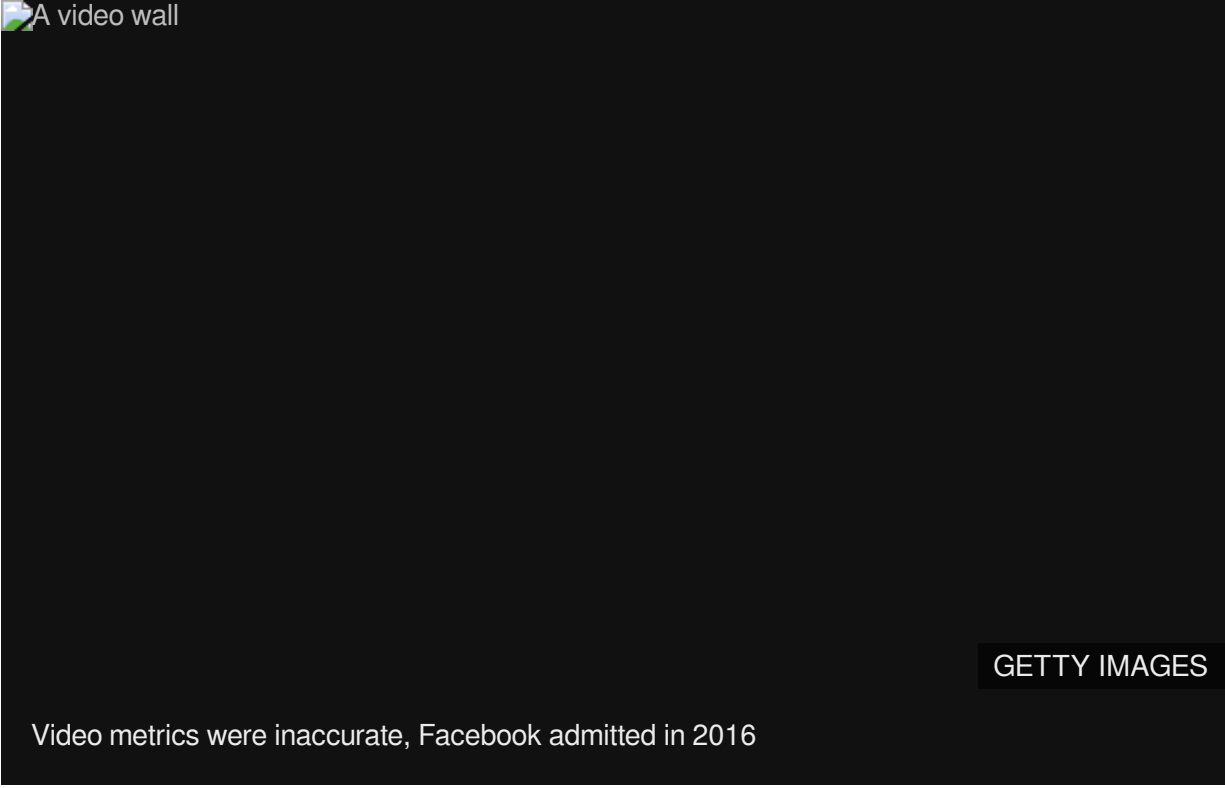 A video wall
GETTY IMAGES
Video metrics were inaccurate, Facebook admitted in 2016